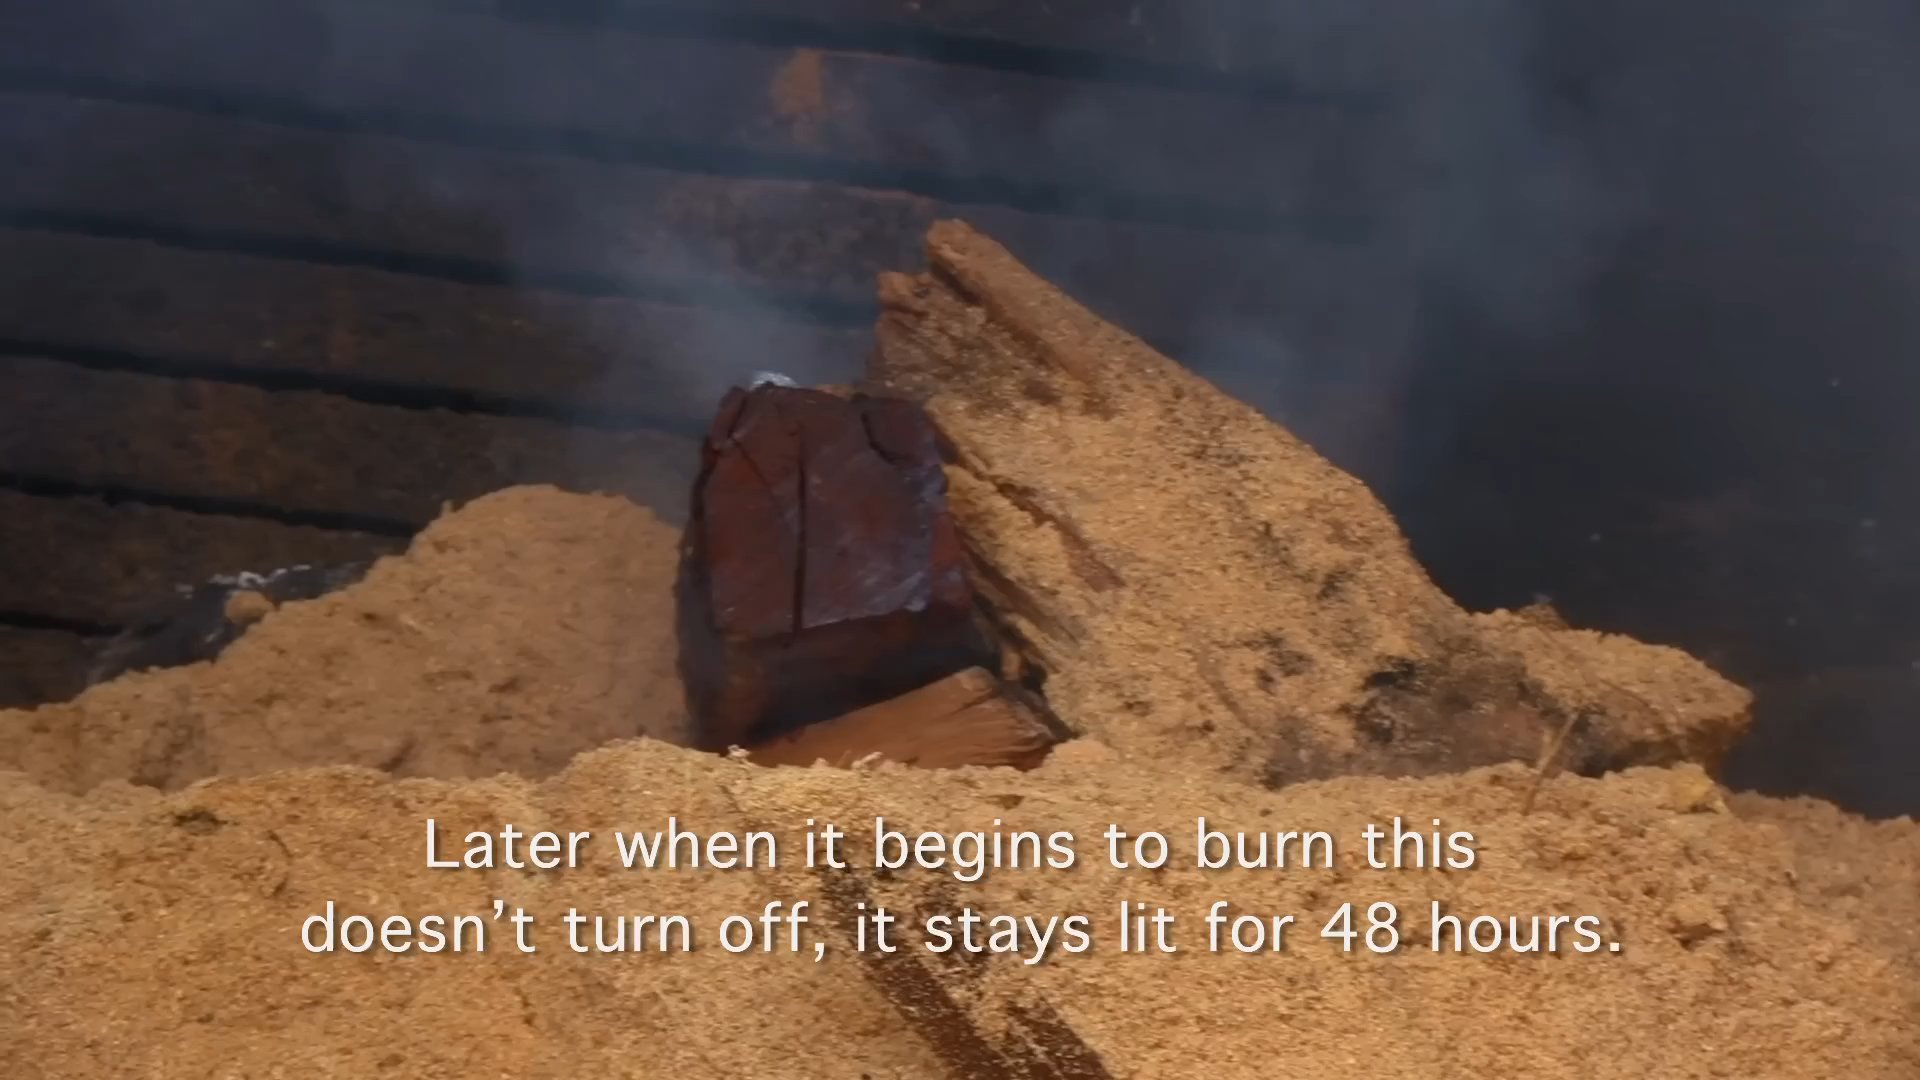 Later when it begins to burn this
doesn’t turn off, it stays lit for 48 hours.